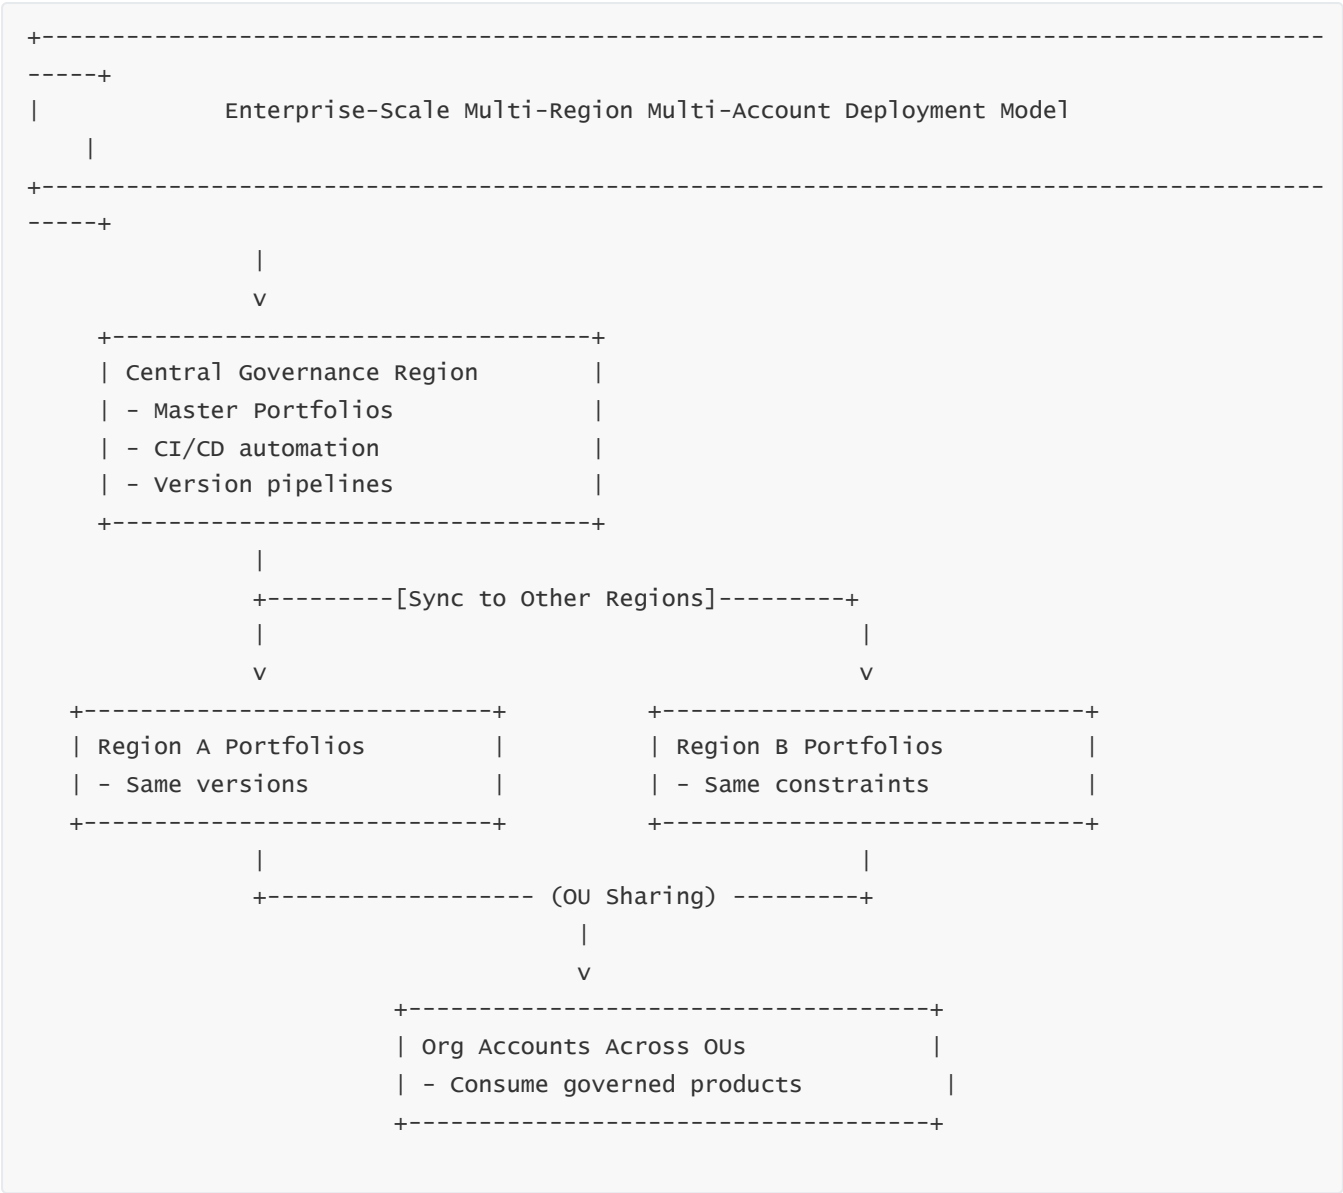 +-------------------------------------------------------------------------------------------
-----+
|             Enterprise-Scale Multi-Region Multi-Account Deployment Model
    |
+-------------------------------------------------------------------------------------------
-----+
                |
                v
     +----------------------------------+
     | Central Governance Region        |
     | - Master Portfolios              |
     | - CI/CD automation               |
     | - Version pipelines              |
     +----------------------------------+
                |
                +---------[Sync to Other Regions]---------+
                |                                          |
                v                                          v
   +-----------------------------+          +------------------------------+
   | Region A Portfolios         |          | Region B Portfolios          |
   | - Same versions             |          | - Same constraints           |
   +-----------------------------+          +------------------------------+
                |                                          |
                +------------------- (OU Sharing) ---------+
                                       |
                                       v
                          +-------------------------------------+
                          | Org Accounts Across OUs             |
                          | - Consume governed products          |
                          +-------------------------------------+